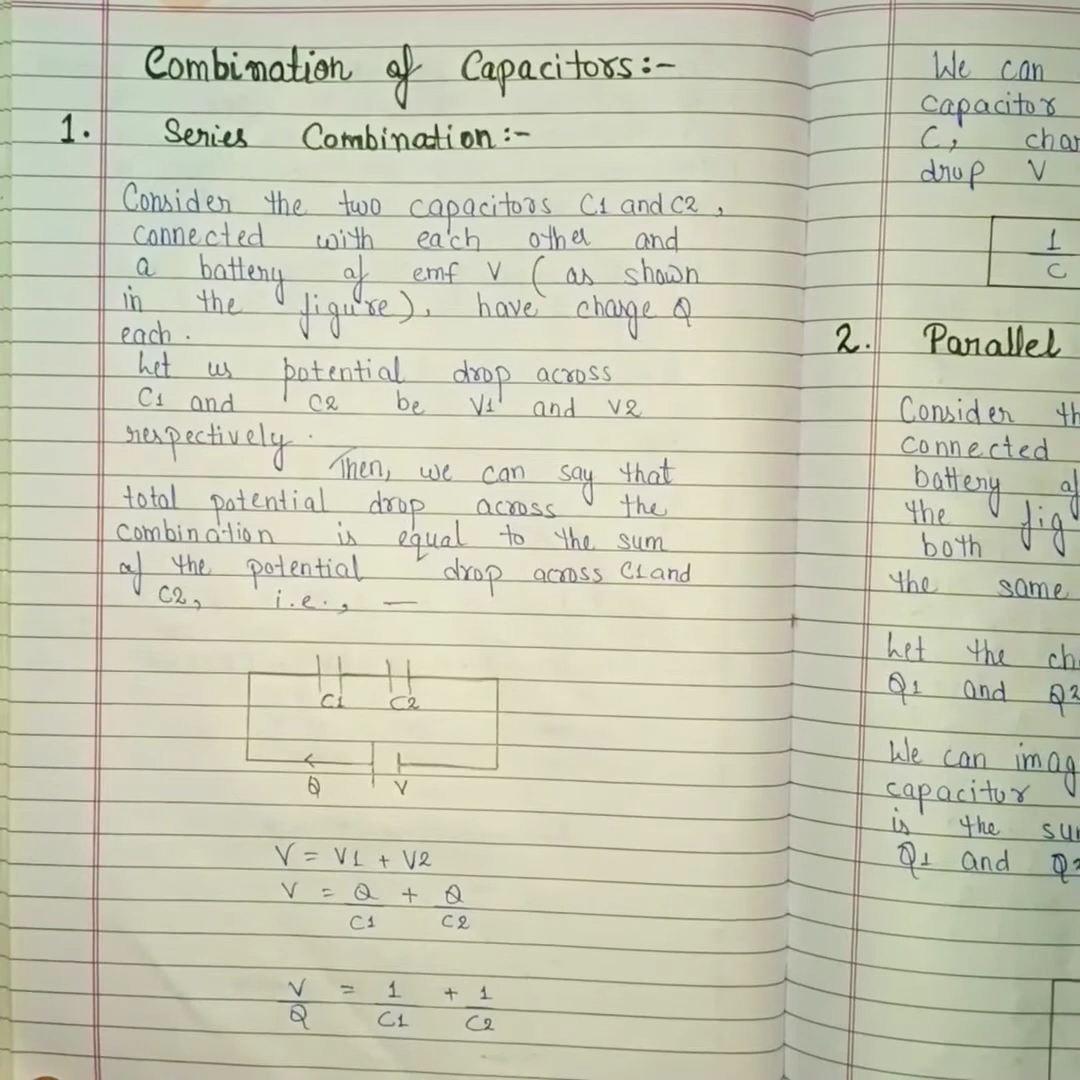 Combination of Capacitors:-
1. Series Combination:-
Consider the two capacitors C1 and C2,
connected with each other and
a battery of emf V (as shown
in the figure), have charge Q
each.
Let us potential drop across
C1 and C2 be V1 and V2
respectively.
Then, we can say that
total potential drop across the
combination is equal to the sum
of the potential drop across C1 and
C2, i.e., —
C1 C2
Q V
V = V1 + V2
V = Q/C1 + Q/C2
V/Q = 1/C1 + 1/C2
We can
capacitor
C, char
drop V
1/C
2. Parallel
Consider th
connected
battery of
the fig
both
the same
Let the ch
Q1 and Q2
We can imag
capacitor
is the su
Q1 and Q2